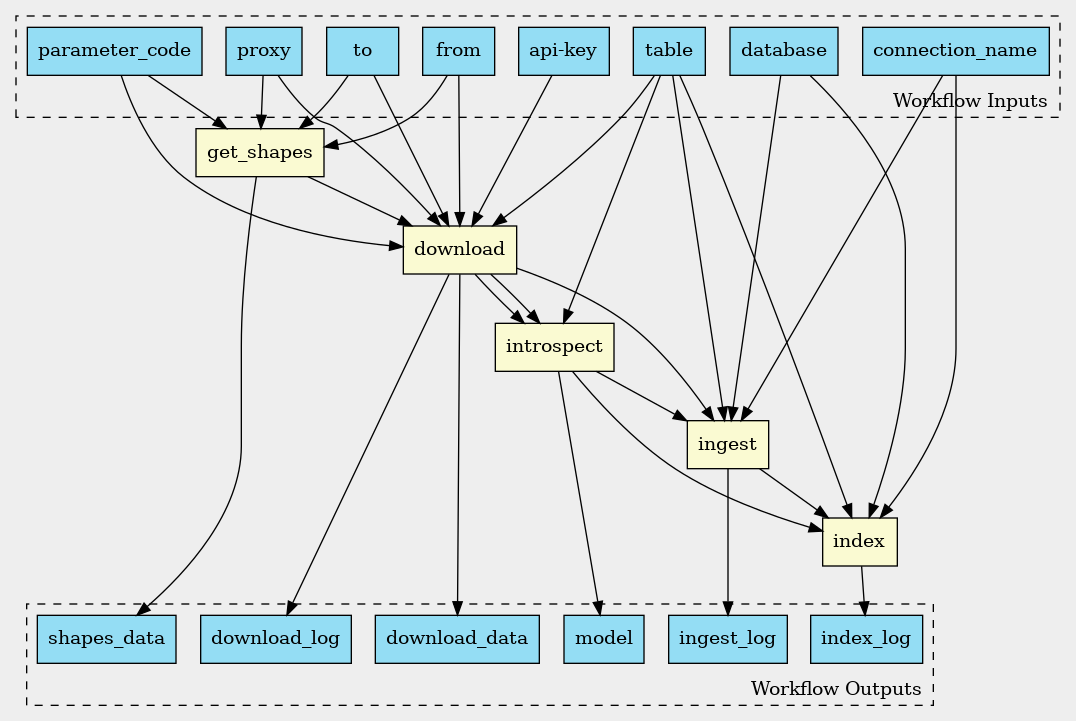 parameter_code
proxy
to
from
api-key
table
database
connection_name
Workflow Inputs
get_shapes
download
introspect
ingest
index
shapes_data
download_log
download_data
model
ingest_log
index_log
Workflow Outputs